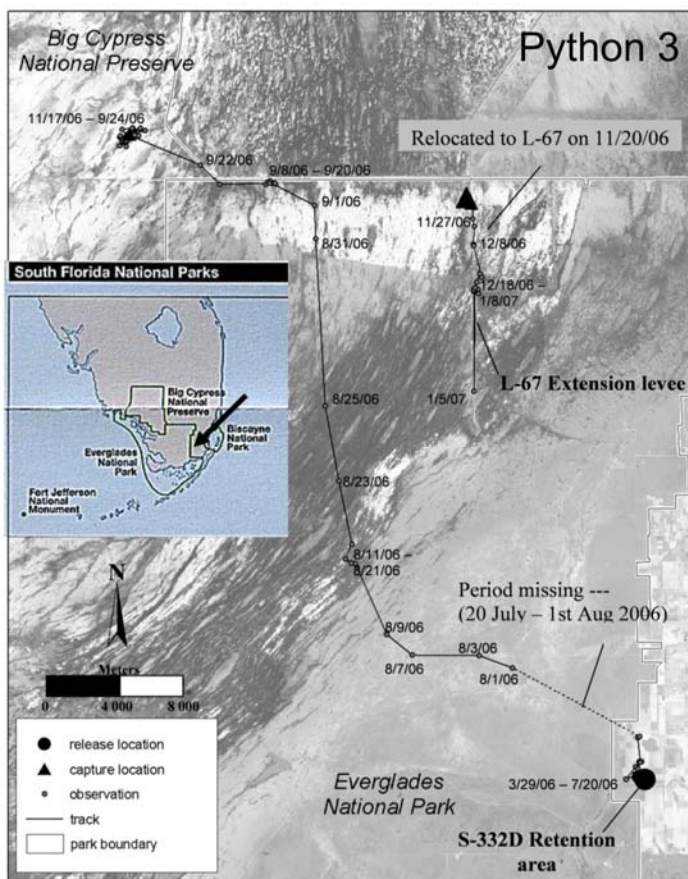 Big Cypress
National Preserve
Python 3
11/17/06 – 9/24/06
Relocated to L-67 on 11/20/06
9/22/06
9/8/06 – 9/20/06
9/1/06
11/27/06
8/31/06
12/8/06
12/18/06 –
1/8/07
South Florida National Parks
Big Cypress
National
Preserve
Biscayne
National
Park
Everglades
National
Park
Fort Jefferson
National
Monument
L-67 Extension levee
8/25/06
1/5/07
8/23/06
8/11/06 –
8/21/06
N
Period missing ---
(20 July – 1st Aug 2006)
8/9/06
8/7/06
8/3/06
8/1/06
Meters
0
4 000
8 000
release location
capture location
observation
track
park boundary
3/29/06 – 7/20/06
Everglades
National Park
S-332D Retention
area